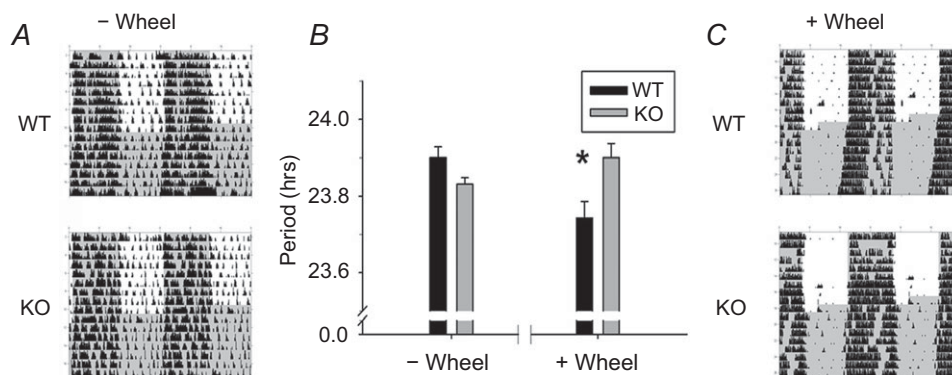 A
− Wheel
WT
KO
B
Period (hrs)
24.0
23.8
23.6
0.0
WT
KO
*
− Wheel
+ Wheel
C
+ Wheel
WT
KO